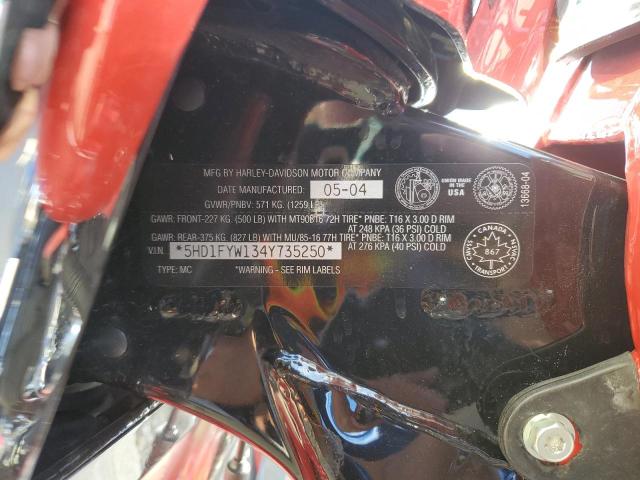 MFG BY HARLEY-DAVIDSON MOTOR COMPANY
DATE MANUFACTURED: 05-04
GVWR/PNBV: 571 KG. (1259 LB)
GAWR: FRONT-227 KG. (500 LB) WITH MT90B16 72H TIRE* PNBE: T16 X 3.00 D RIM
AT 248 KPA (36 PSI) COLD
GAWR: REAR-375 KG. (827 LB) WITH MU/85-16 77H TIRE* PNBE: T16 X 3.00 D RIM
AT 276 KPA (40 PSI) COLD
V.I.N. *5HD1FYW134Y735250*
TYPE: MC *WARNING - SEE RIM LABELS
UNION MADE IN
USA
13668-04
CANADA
867
TRANSPORT